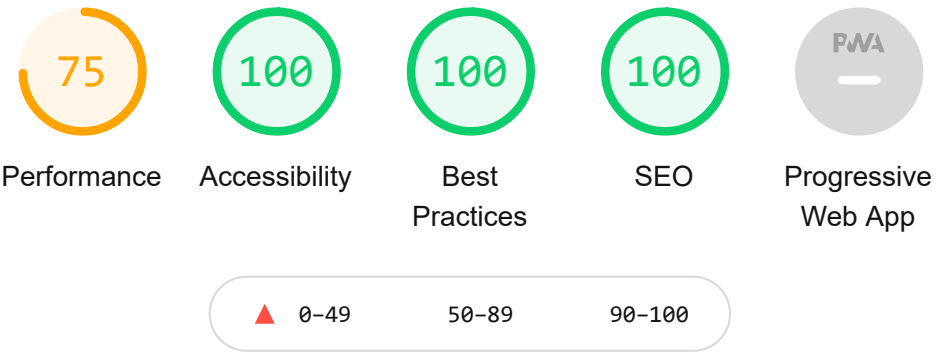 75 100 100 100 PWA
Performance Accessibility Best Practices SEO Progressive Web App
0–49 50–89 90–100